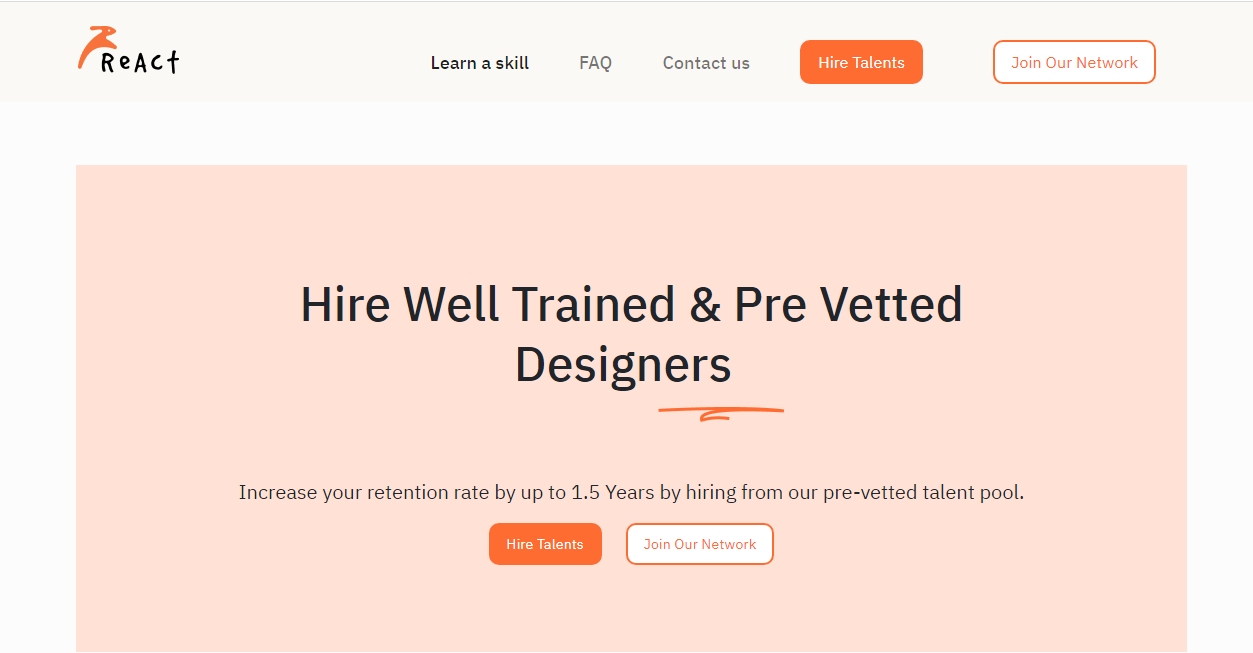 ReAct
Learn a skill
FAQ
Contact us
Hire Talents
Join Our Network
Hire Well Trained & Pre Vetted
Designers
Increase your retention rate by up to 1.5 Years by hiring from our pre-vetted talent pool.
Hire Talents
Join Our Network